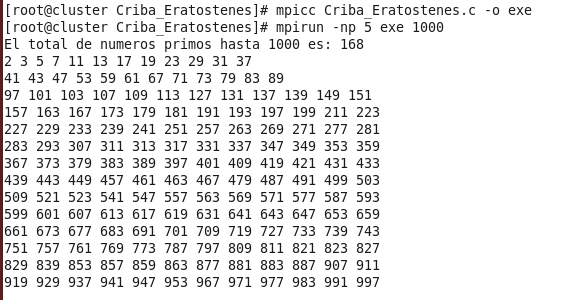 [root@cluster Criba_Eratostenes]# mpicc Criba_Eratostenes.c -o exe
[root@cluster Criba_Eratostenes]# mpirun -np 5 exe 1000
El total de numeros primos hasta 1000 es: 168
2 3 5 7 11 13 17 19 23 29 31 37
41 43 47 53 59 61 67 71 73 79 83 89
97 101 103 107 109 113 127 131 137 139 149 151
157 163 167 173 179 181 191 193 197 199 211 223
227 229 233 239 241 251 257 263 269 271 277 281
283 293 307 311 313 317 331 337 347 349 353 359
367 373 379 383 389 397 401 409 419 421 431 433
439 443 449 457 461 463 467 479 487 491 499 503
509 521 523 541 547 557 563 569 571 577 587 593
599 601 607 613 617 619 631 641 643 647 653 659
661 673 677 683 691 701 709 719 727 733 739 743
751 757 761 769 773 787 797 809 811 821 823 827
829 839 853 857 859 863 877 881 883 887 907 911
919 929 937 941 947 953 967 971 977 983 991 997